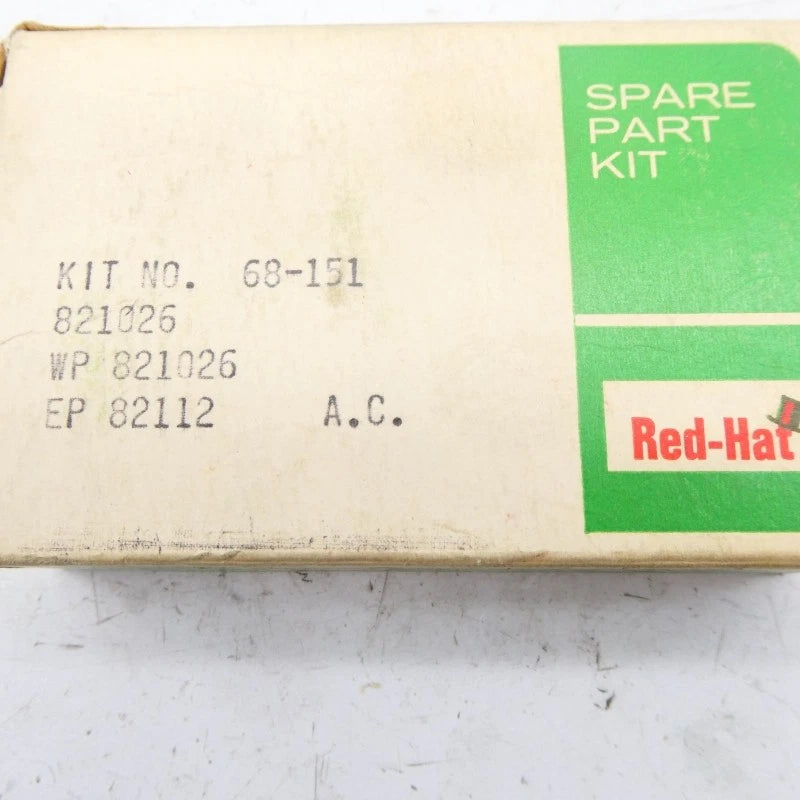 SPARE
PART
KIT
KIT NO. 68-151
821026
WP 821026
EP 82112 A.C.
Red-Hat